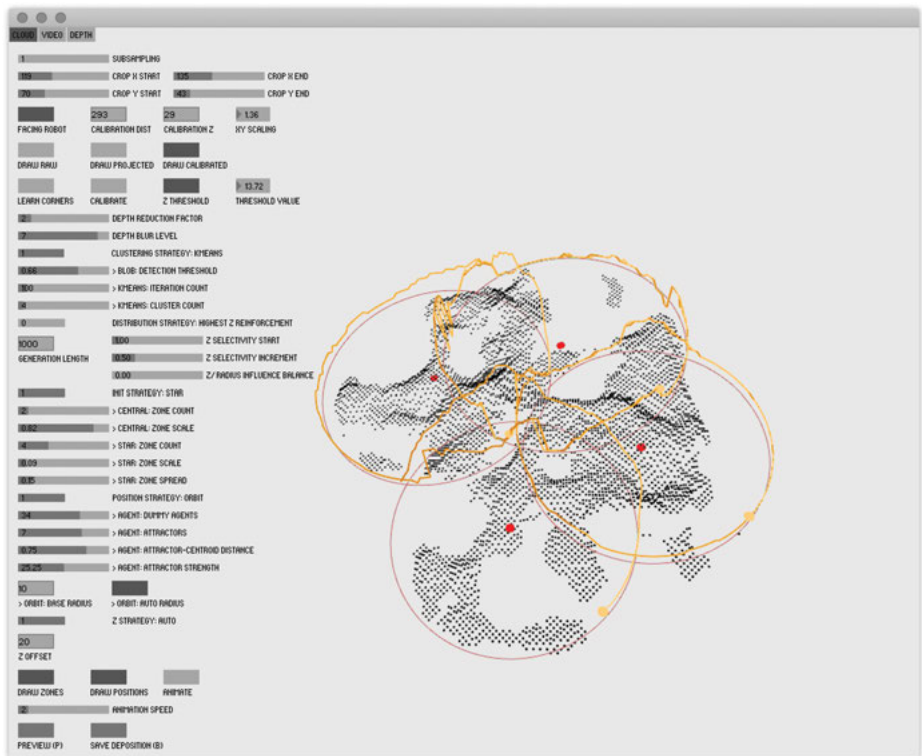 CLOUD VIDEO DEPTH
1 SUBSAMPLING
119 CROP X START 135 CROP X END
70 CROP Y START 43 CROP Y END
293 29 1.36
FACING ROBOT CALIBRATION DIST CALIBRATION Z XY SCALING
DRAW RAW DRAW PROJECTED DRAW CALIBRATED
13.72
LEARN CORNERS CALIBRATE Z THRESHOLD THRESHOLD VALUE
2 DEPTH REDUCTION FACTOR
7 DEPTH BLUR LEVEL
1 CLUSTERING STRATEGY: KMEANS
0.66 > BLOB: DETECTION THRESHOLD
100 > KMEANS: ITERATION COUNT
4 > KMEANS: CLUSTER COUNT
0 DISTRIBUTION STRATEGY: HIGHEST Z REINFORCEMENT
1000 1.00 Z SELECTIVITY START
GENERATION LENGTH 0.50 Z SELECTIVITY INCREMENT
0.00 Z/ RADIUS INFLUENCE BALANCE
1 INIT STRATEGY: STAR
2 > CENTRAL: ZONE COUNT
0.82 > CENTRAL: ZONE SCALE
4 > STAR: ZONE COUNT
0.09 > STAR: ZONE SCALE
0.15 > STAR: ZONE SPREAD
1 POSITION STRATEGY: ORBIT
34 > AGENT: DUMMY AGENTS
7 > AGENT: ATTRACTORS
0.75 > AGENT: ATTRACTOR-CENTROID DISTANCE
25.25 > AGENT: ATTRACTOR STRENGTH
10
> ORBIT: BASE RADIUS > ORBIT: AUTO RADIUS
1 Z STRATEGY: AUTO
20
Z OFFSET
DRAW ZONES DRAW POSITIONS ANIMATE
2 ANIMATION SPEED
PREVIEW (P) SAVE DEPOSITION (B)